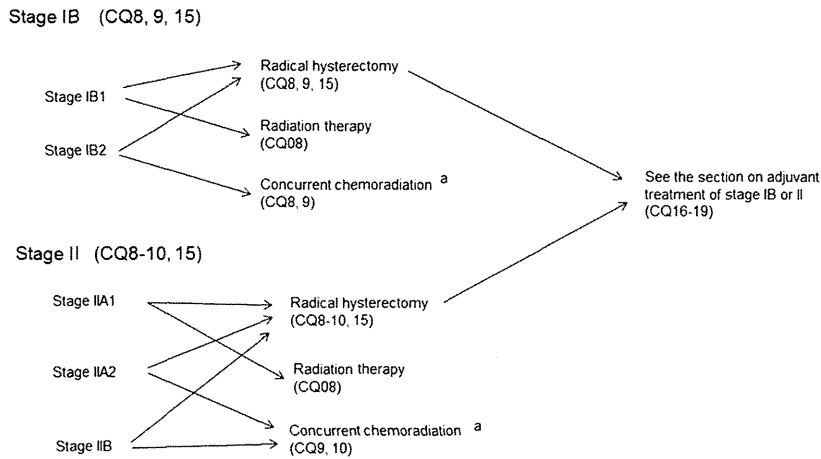 Stage IB (CQ8, 9, 15)
Stage IB1
Stage IB2
Radical hysterectomy
(CQ8, 9, 15)
Radiation therapy
(CQ08)
Concurrent chemoradiation a
(CQ8, 9)
See the section on adjuvant
treatment of stage IB or II
(CQ16-19)
Stage II (CQ8-10, 15)
Stage IIA1
Stage IIA2
Stage IIB
Radical hysterectomy
(CQ8-10, 15)
Radiation therapy
(CQ08)
Concurrent chemoradiation a
(CQ9, 10)